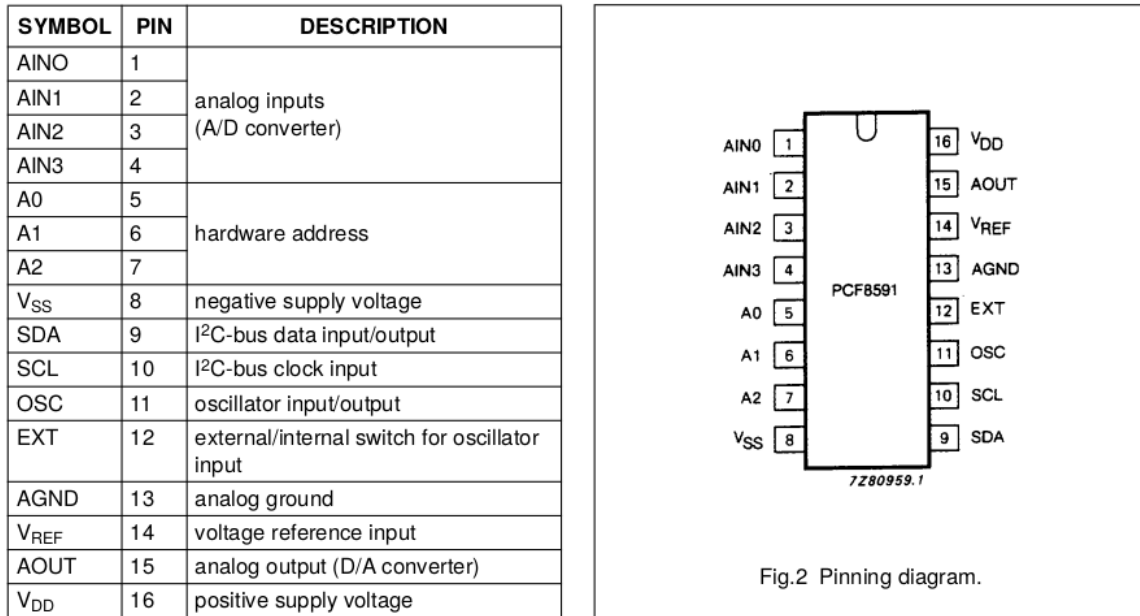 SYMBOL PIN DESCRIPTION
AINO 1
AIN1 2
analog inputs
(A/D converter)
AIN2 3
AIN3 4
A0 5
A1 6 hardware address
A2 7
VSS 8 negative supply voltage
SDA 9 I2C-bus data input/output
SCL 10 I2C-bus clock input
OSC 11 oscillator input/output
EXT 12 external/internal switch for oscillator
input
AGND 13 analog ground
VREF 14 voltage reference input
AOUT 15 analog output (D/A converter)
VDD 16 positive supply voltage
AIN0 1 16 VDD
AIN1 2 15 AOUT
AIN2 3 14 VREF
AIN3 4 13 AGND
PCF8591
A0 5 12 EXT
A1 6 11 OSC
A2 7 10 SCL
VSS 8 9 SDA
7Z80959.1
Fig.2 Pinning diagram.